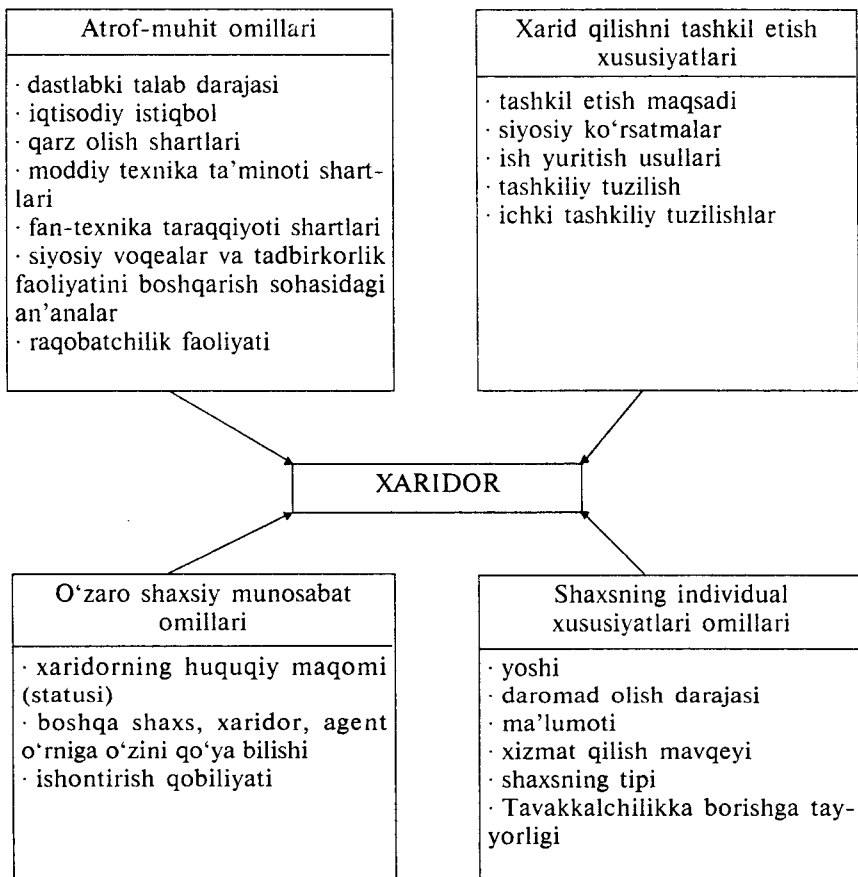 Atrof-muhit omillari
· dastlabki talab darajasi
· iqtisodiy istiqbol
· qarz olish shartlari
· moddiy texnika ta’minoti shart-
lari
· fan-texnika taraqqiyoti shartlari
· siyosiy voqealar va tadbirkorlik
faoliyatini boshqarish sohasidagi
an’analar
· raqobatchilik faoliyati
Xarid qilishni tashkil etish
xususiyatlari
· tashkil etish maqsadi
· siyosiy ko‘rsatmalar
· ish yuritish usullari
· tashkiliy tuzilish
· ichki tashkiliy tuzilishlar
XARIDOR
O‘zaro shaxsiy munosabat
omillari
· xaridorning huquqiy maqomi
(statusi)
· boshqa shaxs, xaridor, agent
o‘rniga o‘zini qo‘ya bilishi
· ishontirish qobiliyati
Shaxsning individual
xususiyatlari omillari
· yoshi
· daromad olish darajasi
· ma’lumoti
· xizmat qilish mavqeyi
· shaxsning tipi
· Tavakkalchilikka borishga tay-
yorligi